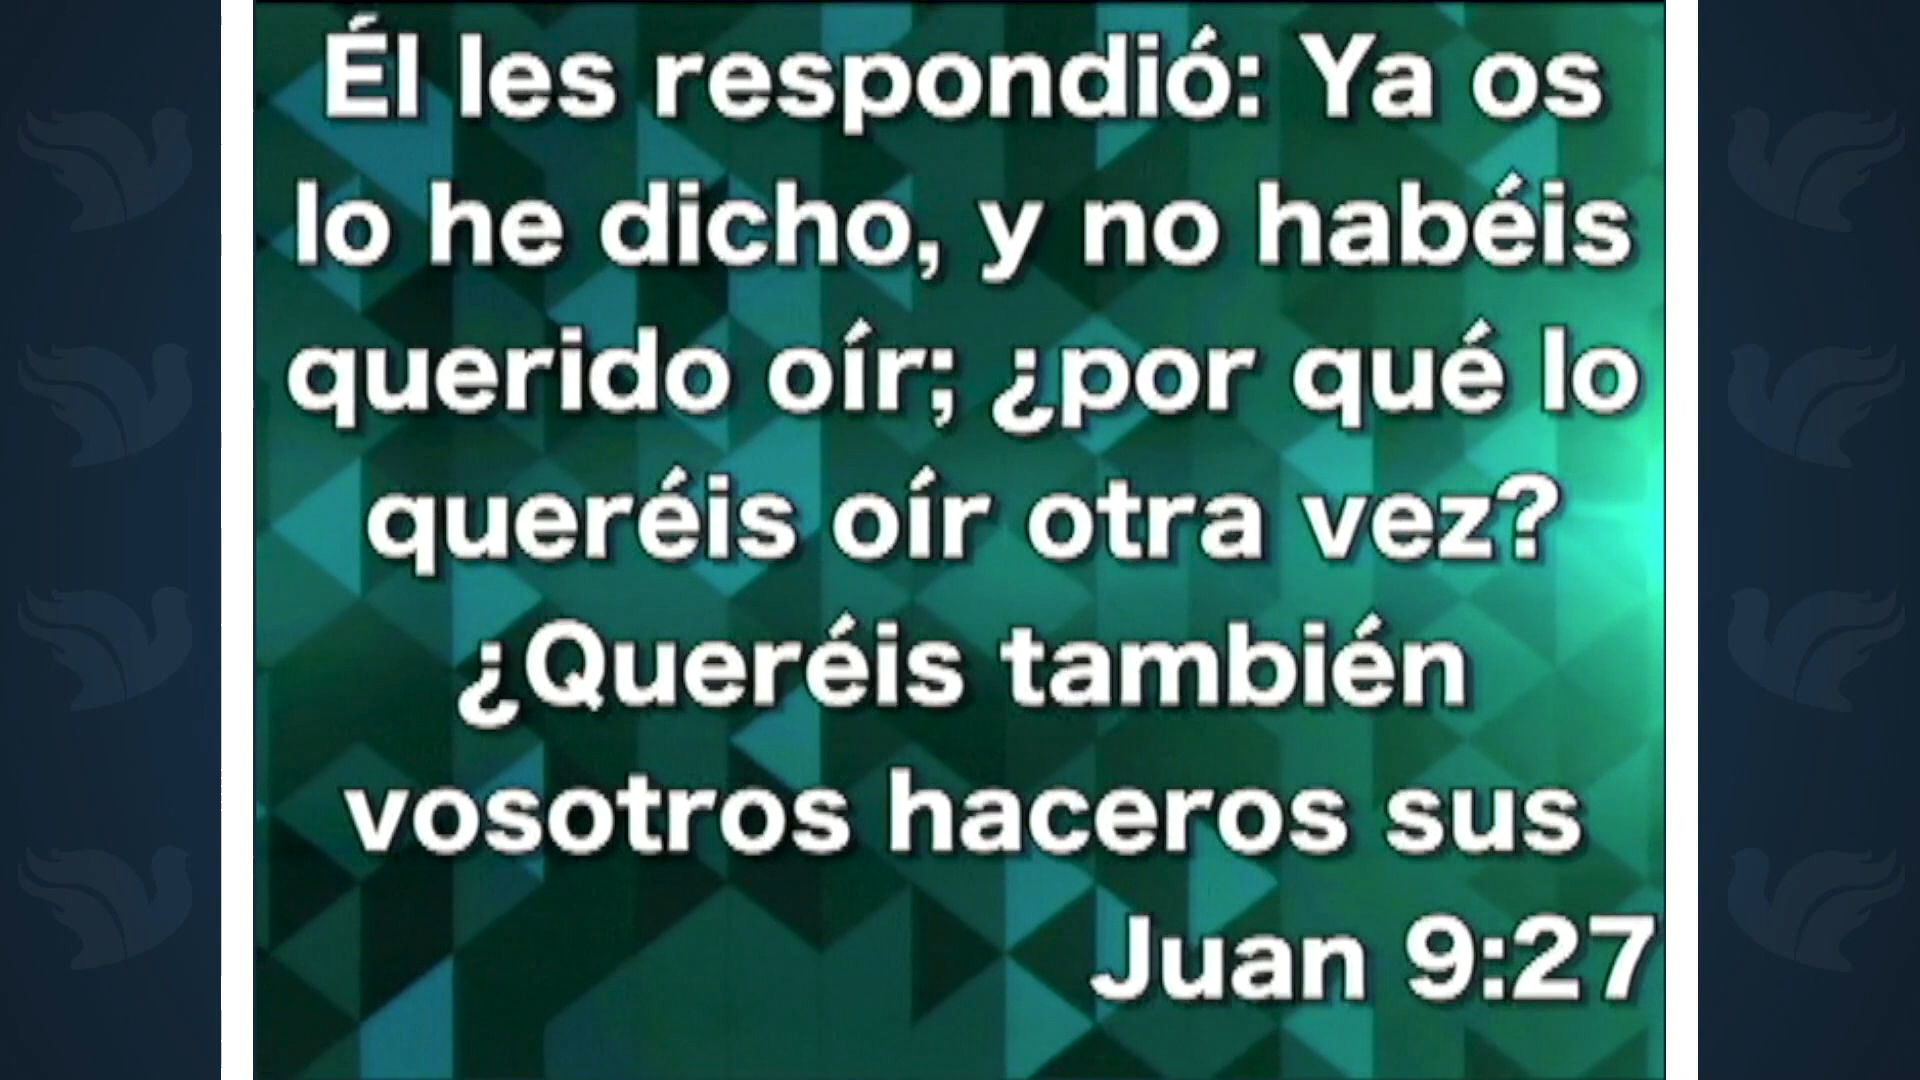 Él les respondió: Ya os
lo he dicho, y no habéis
querido oír; ¿por qué lo
queréis oír otra vez?
¿Queréis también
vosotros haceros sus
Juan 9:27